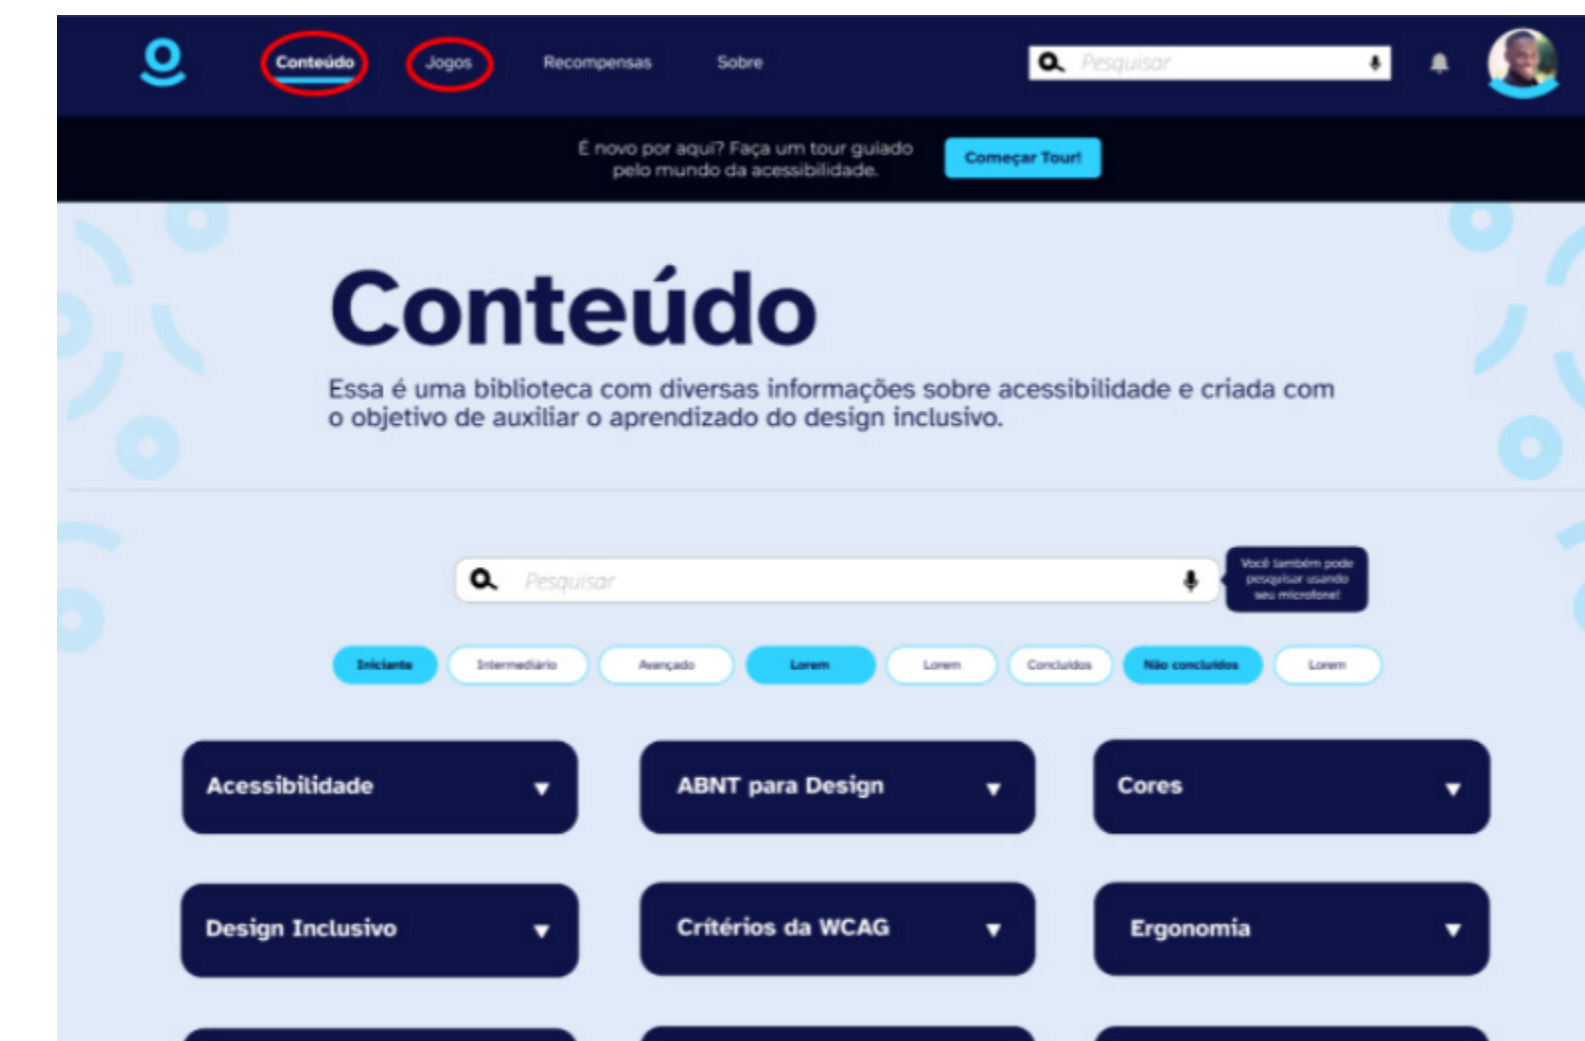 Conteúdo Jogos Recompensas Sobre Pesquisar
É novo por aqui? Faça um tour guiado
pelo mundo da acessibilidade.
Começar Tour!
Conteúdo
Essa é uma biblioteca com diversas informações sobre acessibilidade e criada com
o objetivo de auxiliar o aprendizado do design inclusivo.
Pesquisar
Você também pode
pesquisar usando
seu microfone!
Iniciante Intermediário Avançado Lorem Lorem Concluídos Não concluídos Lorem
Acessibilidade ABNT para Design Cores
Design Inclusivo Crítérios da WCAG Ergonomia